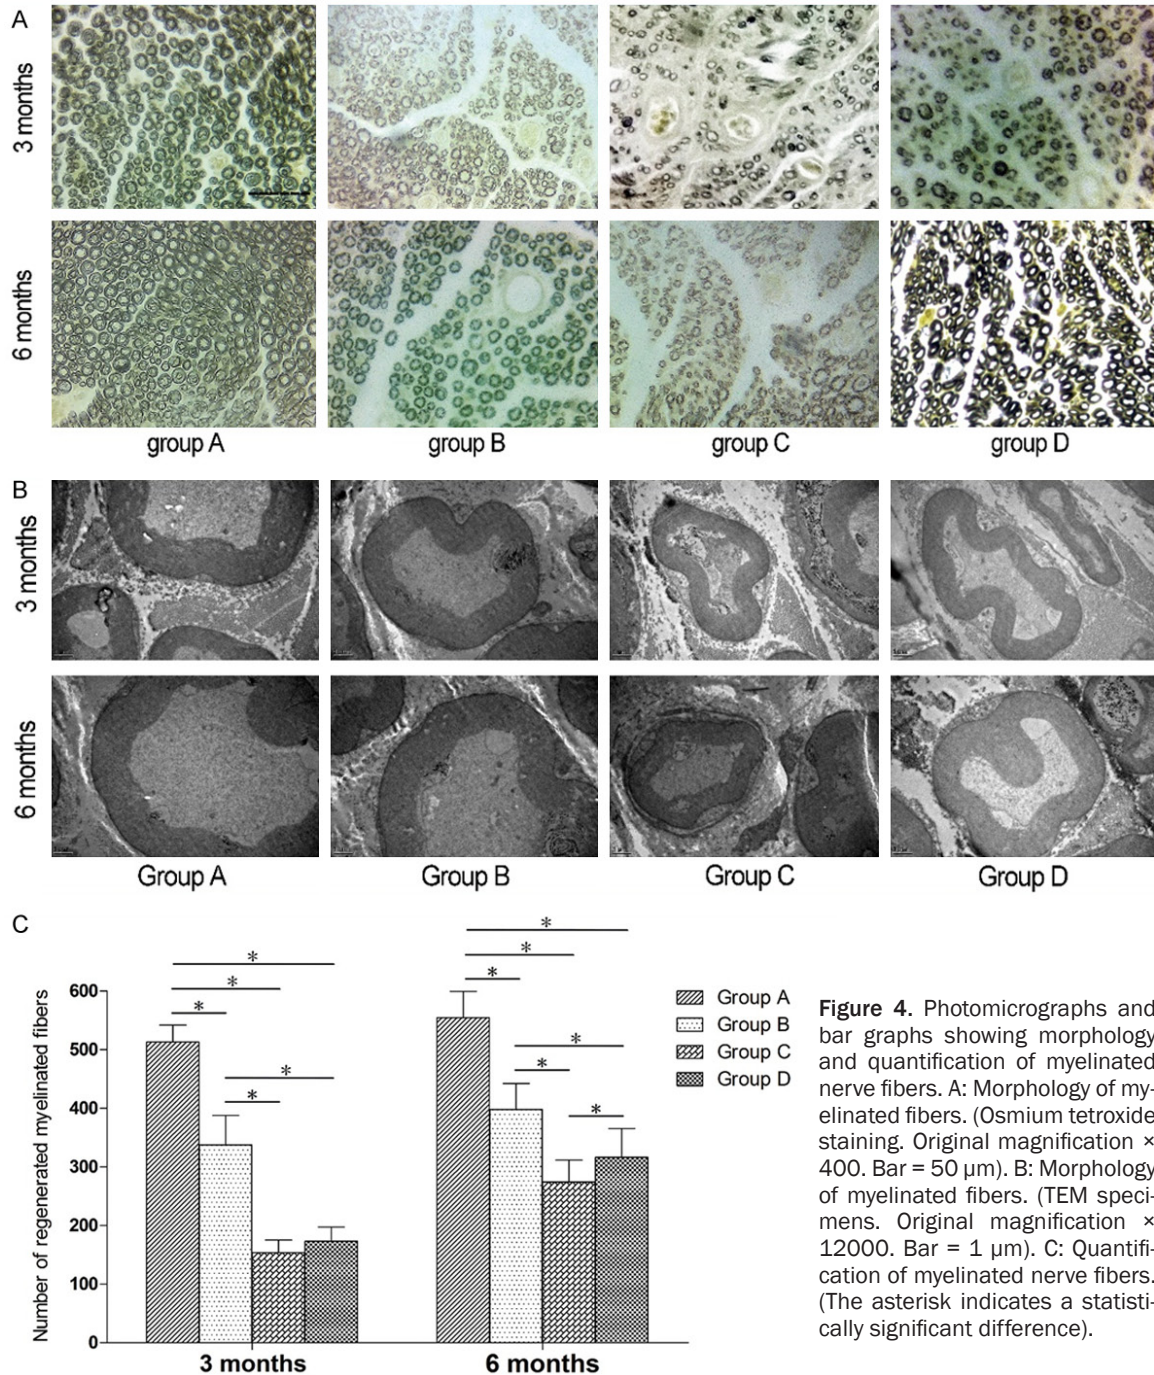 A
3 months
6 months
group A
group B
group C
group D
B
3 months
6 months
Group A
Group B
Group C
Group D
C
Number of regenerated myelinated fibers
600
500
400
300
200
100
0
* * *
* *
* * *
* *
*
3 months
6 months
Group A
Group B
Group C
Group D
Figure 4. Photomicrographs and
bar graphs showing morphology
and quantification of myelinated
nerve fibers. A: Morphology of my-
elinated fibers. (Osmium tetroxide
staining. Original magnification ×
400. Bar = 50 μm). B: Morphology
of myelinated fibers. (TEM speci-
mens. Original magnification ×
12000. Bar = 1 μm). C: Quantifi-
cation of myelinated nerve fibers.
(The asterisk indicates a statisti-
cally significant difference).